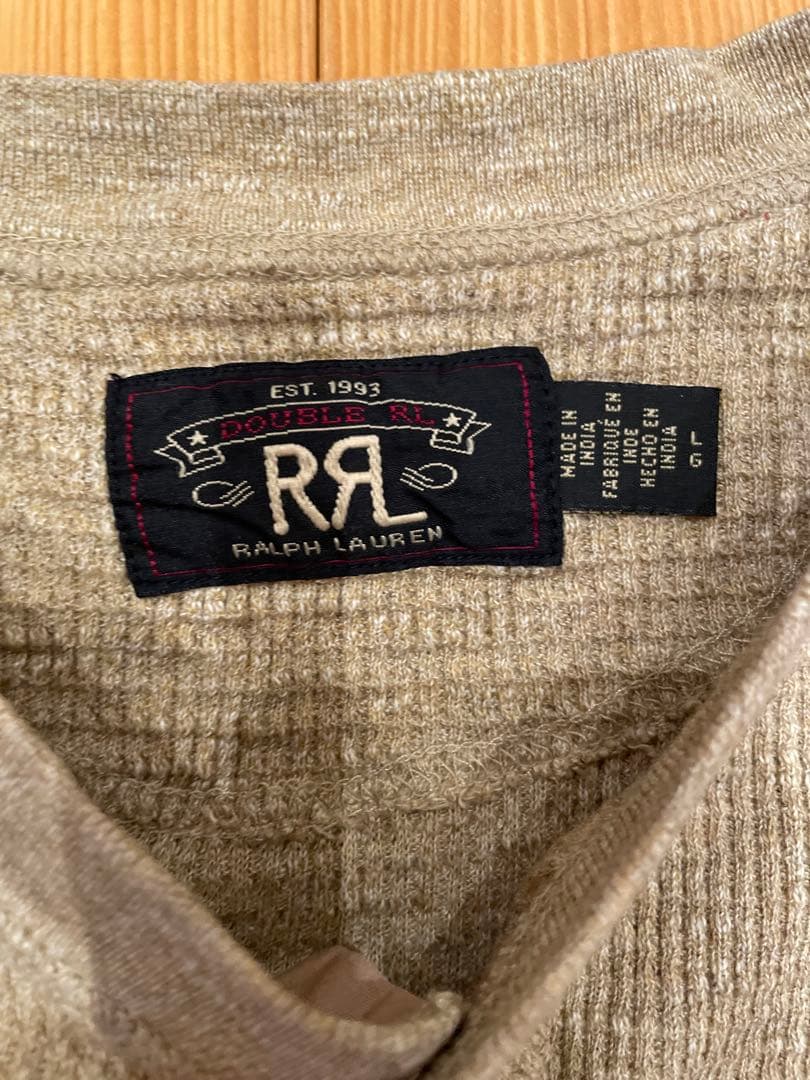 EST. 1993
DOUBLE RL
RRL
RALPH LAUREN
MADE IN
INDIA
FABRIQUÉ EN
INDE
HECHO EN
INDIA
L
G